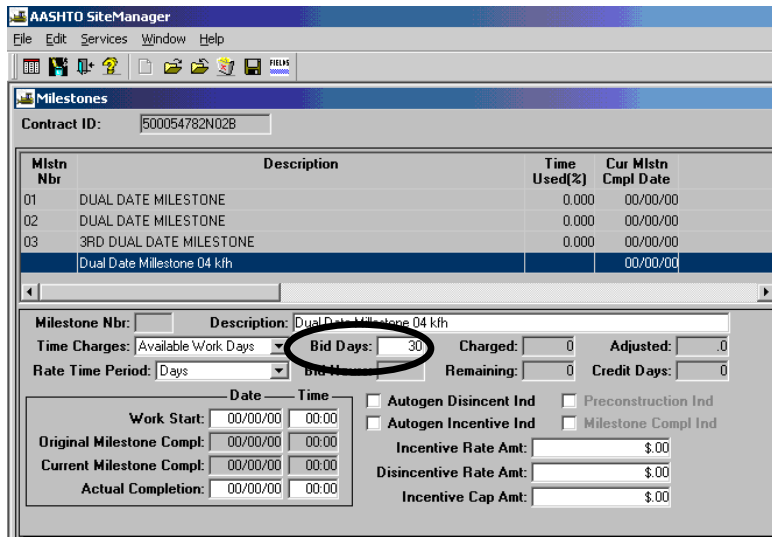 AASHTO SiteManager
File Edit Services Window Help
FIELDS
Milestones
Contract ID: 500054782N02B
Mlstn Nbr Description Time Used(%) Cur Mlstn Cmpl Date
01 DUAL DATE MILESTONE 0.000 00/00/00
02 DUAL DATE MILESTONE 0.000 00/00/00
03 3RD DUAL DATE MILESTONE 0.000 00/00/00
Dual Date Millestone 04 kfh 00/00/00
Milestone Nbr: Description: Dual Date Millestone 04 kfh
Time Charges: Available Work Days Bid Days: 30 Charged: 0 Adjusted: .0
Rate Time Period: Days Bid Hours: Remaining: 0 Credit Days: 0
Date Time
Work Start: 00/00/00 00:00
Original Milestone Compl: 00/00/00 00:00
Current Milestone Compl: 00/00/00 00:00
Actual Completion: 00/00/00 00:00
Autogen Disincent Ind Preconstruction Ind
Autogen Incentive Ind Milestone Compl Ind
Incentive Rate Amt: $.00
Disincentive Rate Amt: $.00
Incentive Cap Amt: $.00